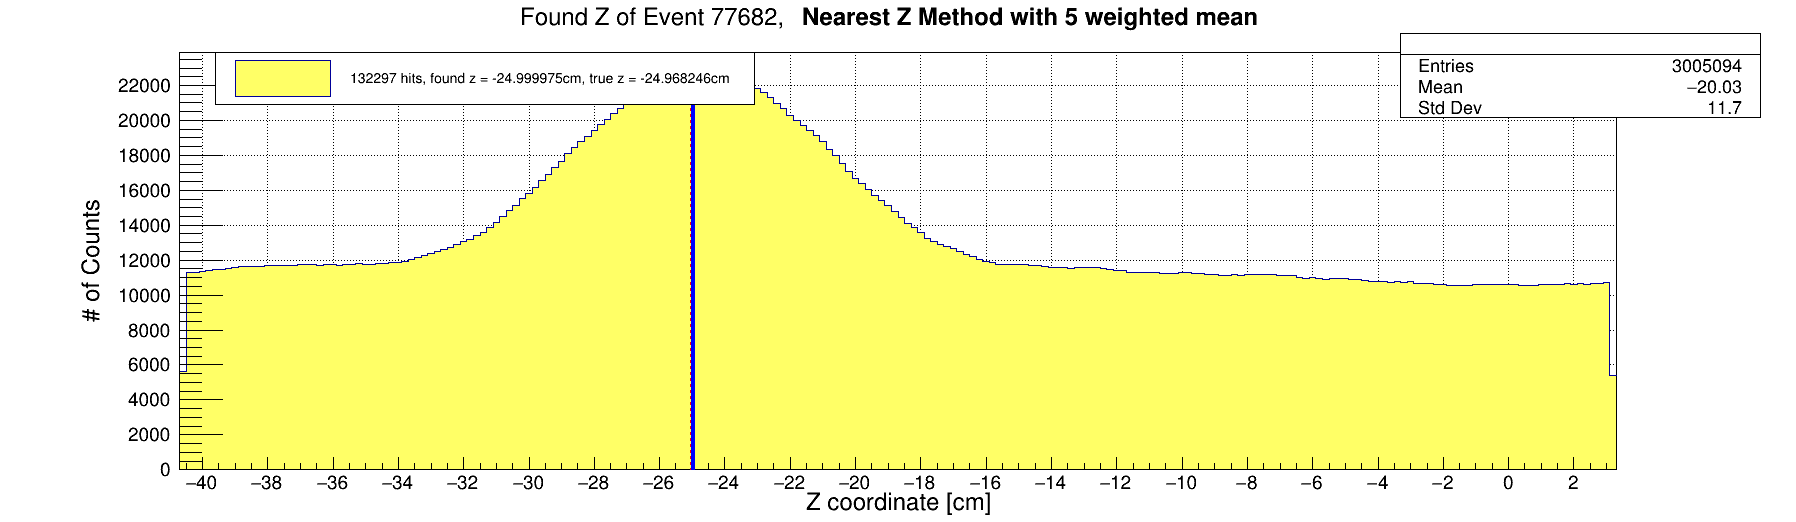 Found Z of Event 77682, Nearest Z Method with 5 weighted mean
132297 hits, found z = -24.999975cm, true z = -24.968246cm
Entries 3005094
Mean −20.03
Std Dev 11.7
# of Counts
22000
20000
18000
16000
14000
12000
10000
8000
6000
4000
2000
0
−40 −38 −36 −34 −32 −30 −28 −26 −24 −22 −20 −18 −16 −14 −12 −10 −8 −6 −4 −2 0 2
Z coordinate [cm]